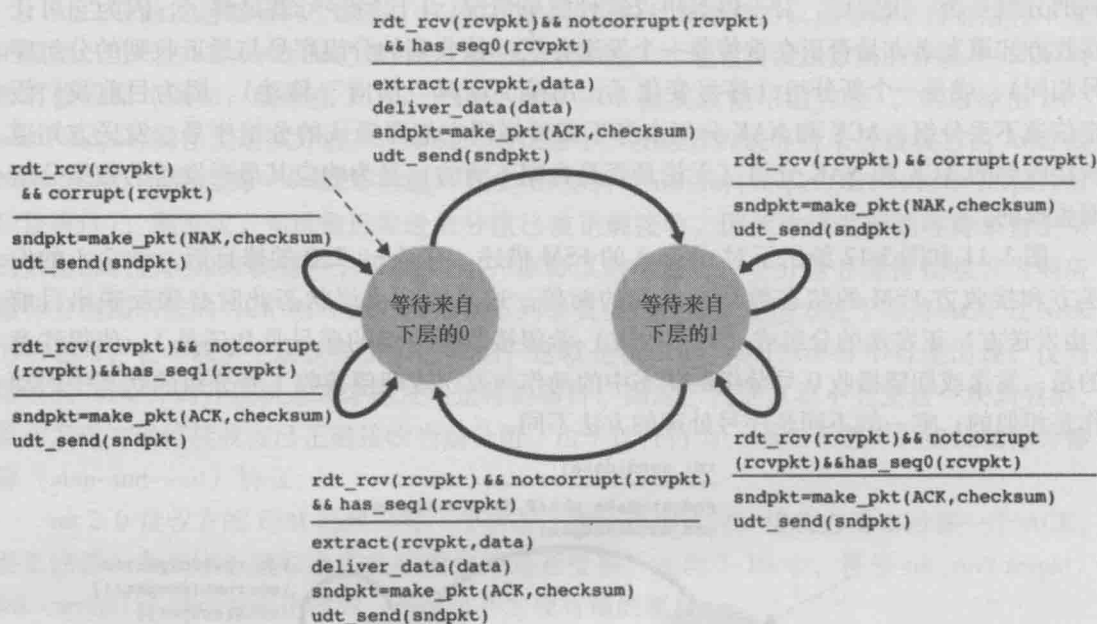 rdt_rcv(rcvpkt)&& notcorrupt(rcvpkt)
&& has_seq0(rcvpkt)
extract(rcvpkt,data)
deliver_data(data)
sndpkt=make_pkt(ACK,checksum)
udt_send(sndpkt)
rdt_rcv(rcvpkt)
&& corrupt(rcvpkt)
sndpkt=make_pkt(NAK,checksum)
udt_send(sndpkt)
rdt_rcv(rcvpkt)&& corrupt(rcvpkt)
sndpkt=make_pkt(NAK,checksum)
udt_send(sndpkt)
等待来自
下层的0
等待来自
下层的1
rdt_rcv(rcvpkt)&& notcorrupt
(rcvpkt)&&has_seq1(rcvpkt)
sndpkt=make_pkt(ACK,checksum)
udt_send(sndpkt)
rdt_rcv(rcvpkt)&& notcorrupt
(rcvpkt)&&has_seq0(rcvpkt)
sndpkt=make_pkt(ACK,checksum)
udt_send(sndpkt)
rdt_rcv(rcvpkt)&& notcorrupt(rcvpkt)
&& has_seq1(rcvpkt)
extract(rcvpkt,data)
deliver_data(data)
sndpkt=make_pkt(ACK,checksum)
udt_send(sndpkt)